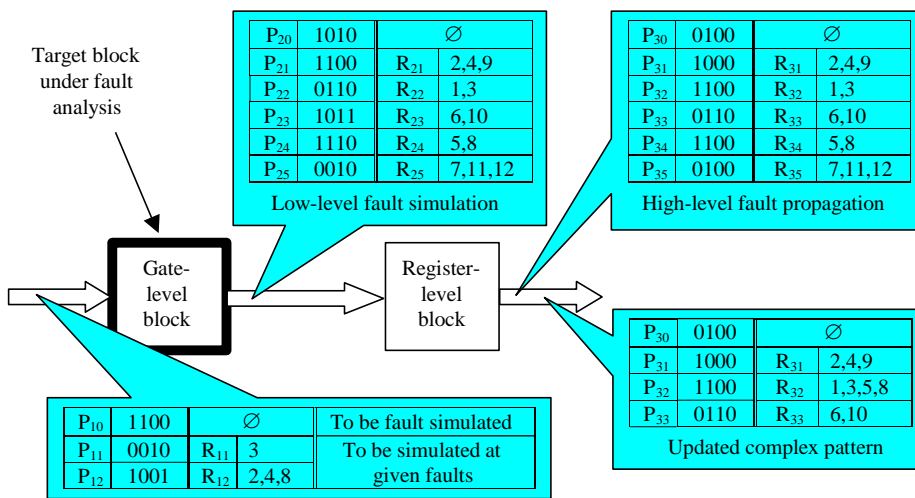 Target block
under fault
analysis
P20 1010 ∅
P21 1100 R21 2,4,9
P22 0110 R22 1,3
P23 1011 R23 6,10
P24 1110 R24 5,8
P25 0010 R25 7,11,12
Low-level fault simulation
P30 0100 ∅
P31 1000 R31 2,4,9
P32 1100 R32 1,3
P33 0110 R33 6,10
P34 1100 R34 5,8
P35 0100 R35 7,11,12
High-level fault propagation
Gate-
level
block
Register-
level
block
P10 1100 ∅ To be fault simulated
P11 0010 R11 3 To be simulated at
P12 1001 R12 2,4,8 given faults
P30 0100 ∅
P31 1000 R31 2,4,9
P32 1100 R32 1,3,5,8
P33 0110 R33 6,10
Updated complex pattern